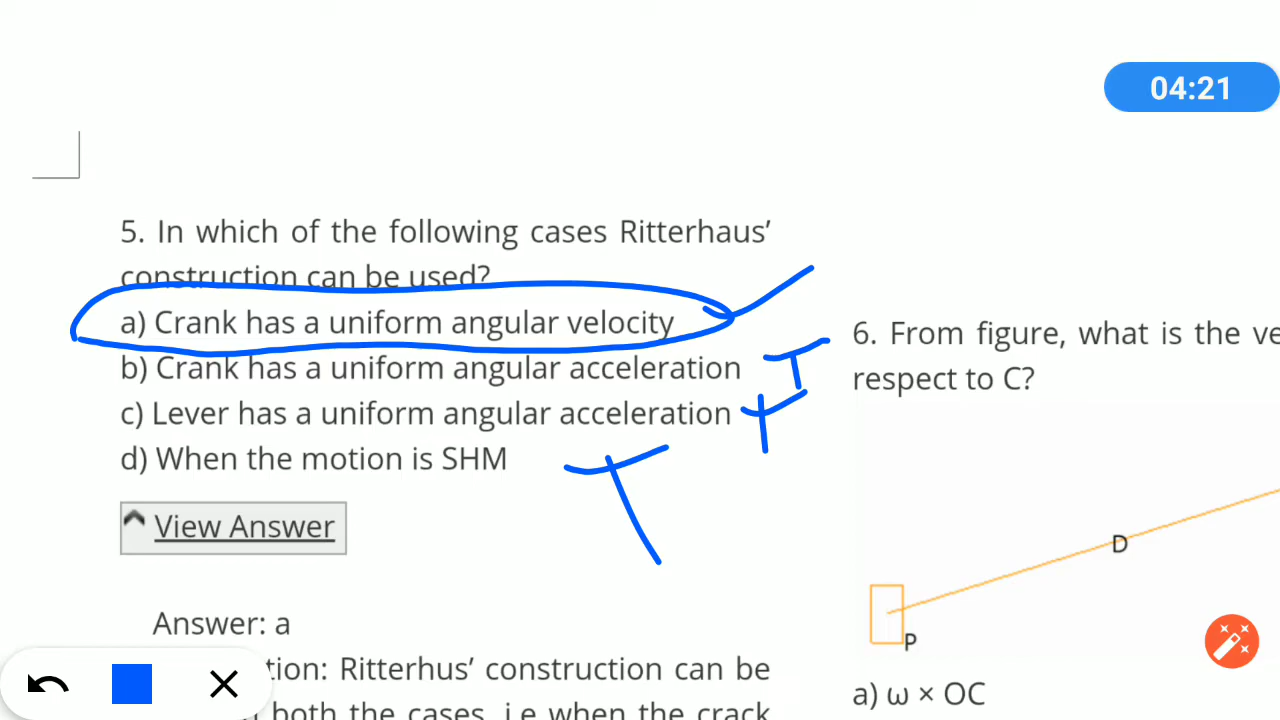 04:21
5. In which of the following cases Ritterhaus’
construction can be used?
a) Crank has a uniform angular velocity
b) Crank has a uniform angular acceleration
c) Lever has a uniform angular acceleration
d) When the motion is SHM
View Answer
Answer: a
tion: Ritterhus’ construction can be
both the cases, i.e when the crack
6. From figure, what is the ve
respect to C?
D
P
a) ω × OC